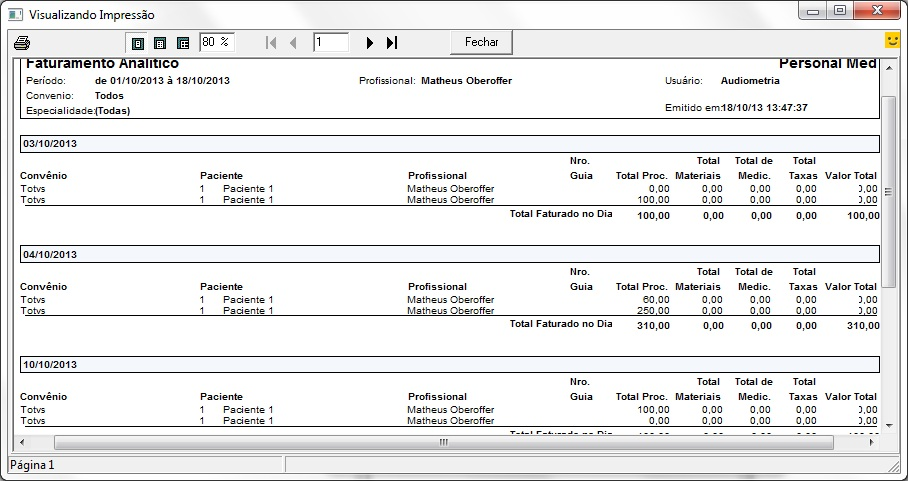 Visualizando Impressão
80 % 1 Fechar
Faturamento Analítico Personal Med
Período: de 01/10/2013 à 18/10/2013 Profissional: Matheus Oberoffer Usuário: Audiometria
Convenio: Todos
Especialidade:(Todas) Emitido em:18/10/13 13:47:37
03/10/2013
Nro. Total Total de Total
Convênio Paciente Profissional Guia Total Proc. Materiais Medic. Taxas Valor Total
Totvs 1 Paciente 1 Matheus Oberoffer 0,00 0,00 0,00 0,00 0,00
Totvs 1 Paciente 1 Matheus Oberoffer 100,00 0,00 0,00 0,00 0,00
Total Faturado no Dia 100,00 0,00 0,00 0,00 100,00
04/10/2013
Nro. Total Total de Total
Convênio Paciente Profissional Guia Total Proc. Materiais Medic. Taxas Valor Total
Totvs 1 Paciente 1 Matheus Oberoffer 60,00 0,00 0,00 0,00 0,00
Totvs 1 Paciente 1 Matheus Oberoffer 250,00 0,00 0,00 0,00 0,00
Total Faturado no Dia 310,00 0,00 0,00 0,00 310,00
10/10/2013
Nro. Total Total de Total
Convênio Paciente Profissional Guia Total Proc. Materiais Medic. Taxas Valor Total
Totvs 1 Paciente 1 Matheus Oberoffer 100,00 0,00 0,00 0,00 0,00
Totvs 1 Paciente 1 Matheus Oberoffer 0,00 0,00 0,00 0,00 0,00
Página 1